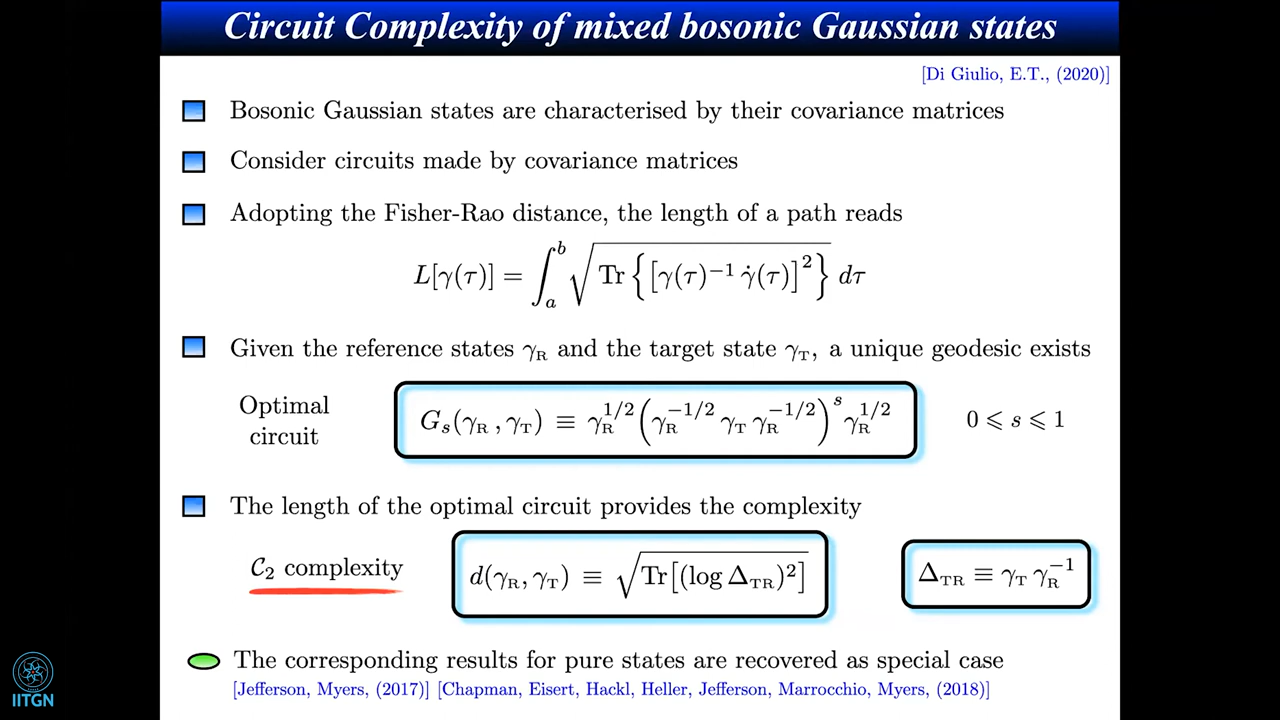 Circuit Complexity of mixed bosonic Gaussian states
[Di Giulio, E.T., (2020)]
Bosonic Gaussian states are characterised by their covariance matrices
Consider circuits made by covariance matrices
Adopting the Fisher-Rao distance, the length of a path reads
L[γ(τ)] = ∫_a^b √(Tr{[γ(τ)^{−1} γ̇(τ)]^2}) dτ
Given the reference states γ_R and the target state γ_T, a unique geodesic exists
Optimal circuit
G_s(γ_R, γ_T) ≡ γ_R^{1/2} (γ_R^{−1/2} γ_T γ_R^{−1/2})^s γ_R^{1/2}
0 ⩽ s ⩽ 1
The length of the optimal circuit provides the complexity
C_2 complexity
d(γ_R, γ_T) ≡ √(Tr[(log Δ_TR)^2])
Δ_TR ≡ γ_T γ_R^{−1}
The corresponding results for pure states are recovered as special case
[Jefferson, Myers, (2017)] [Chapman, Eisert, Hackl, Heller, Jefferson, Marrocchio, Myers, (2018)]
IITGN